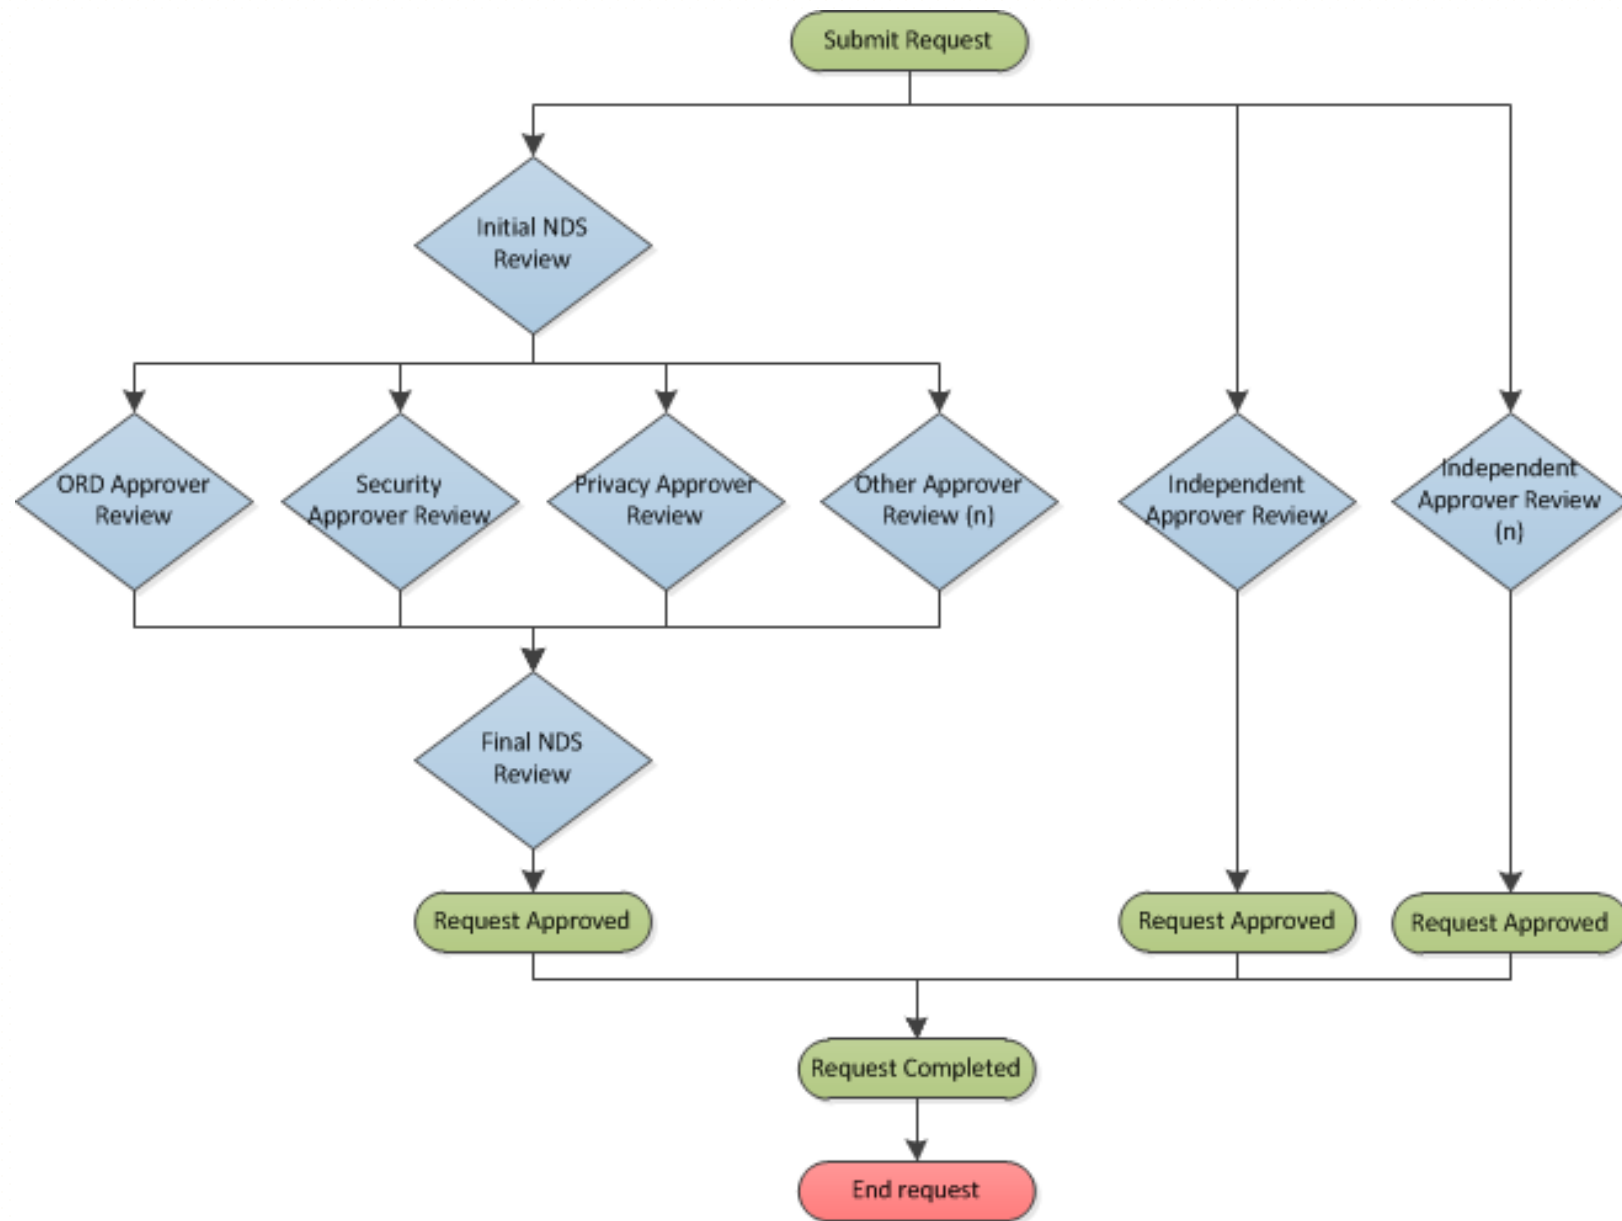 Submit Request
Initial NDS
Review
ORD Approver
Review
Security
Approver Review
Privacy Approver
Review
Other Approver
Review (n)
Independent
Approver Review
Independent
Approver Review
(n)
Final NDS
Review
Request Approved
Request Approved
Request Approved
Request Completed
End request